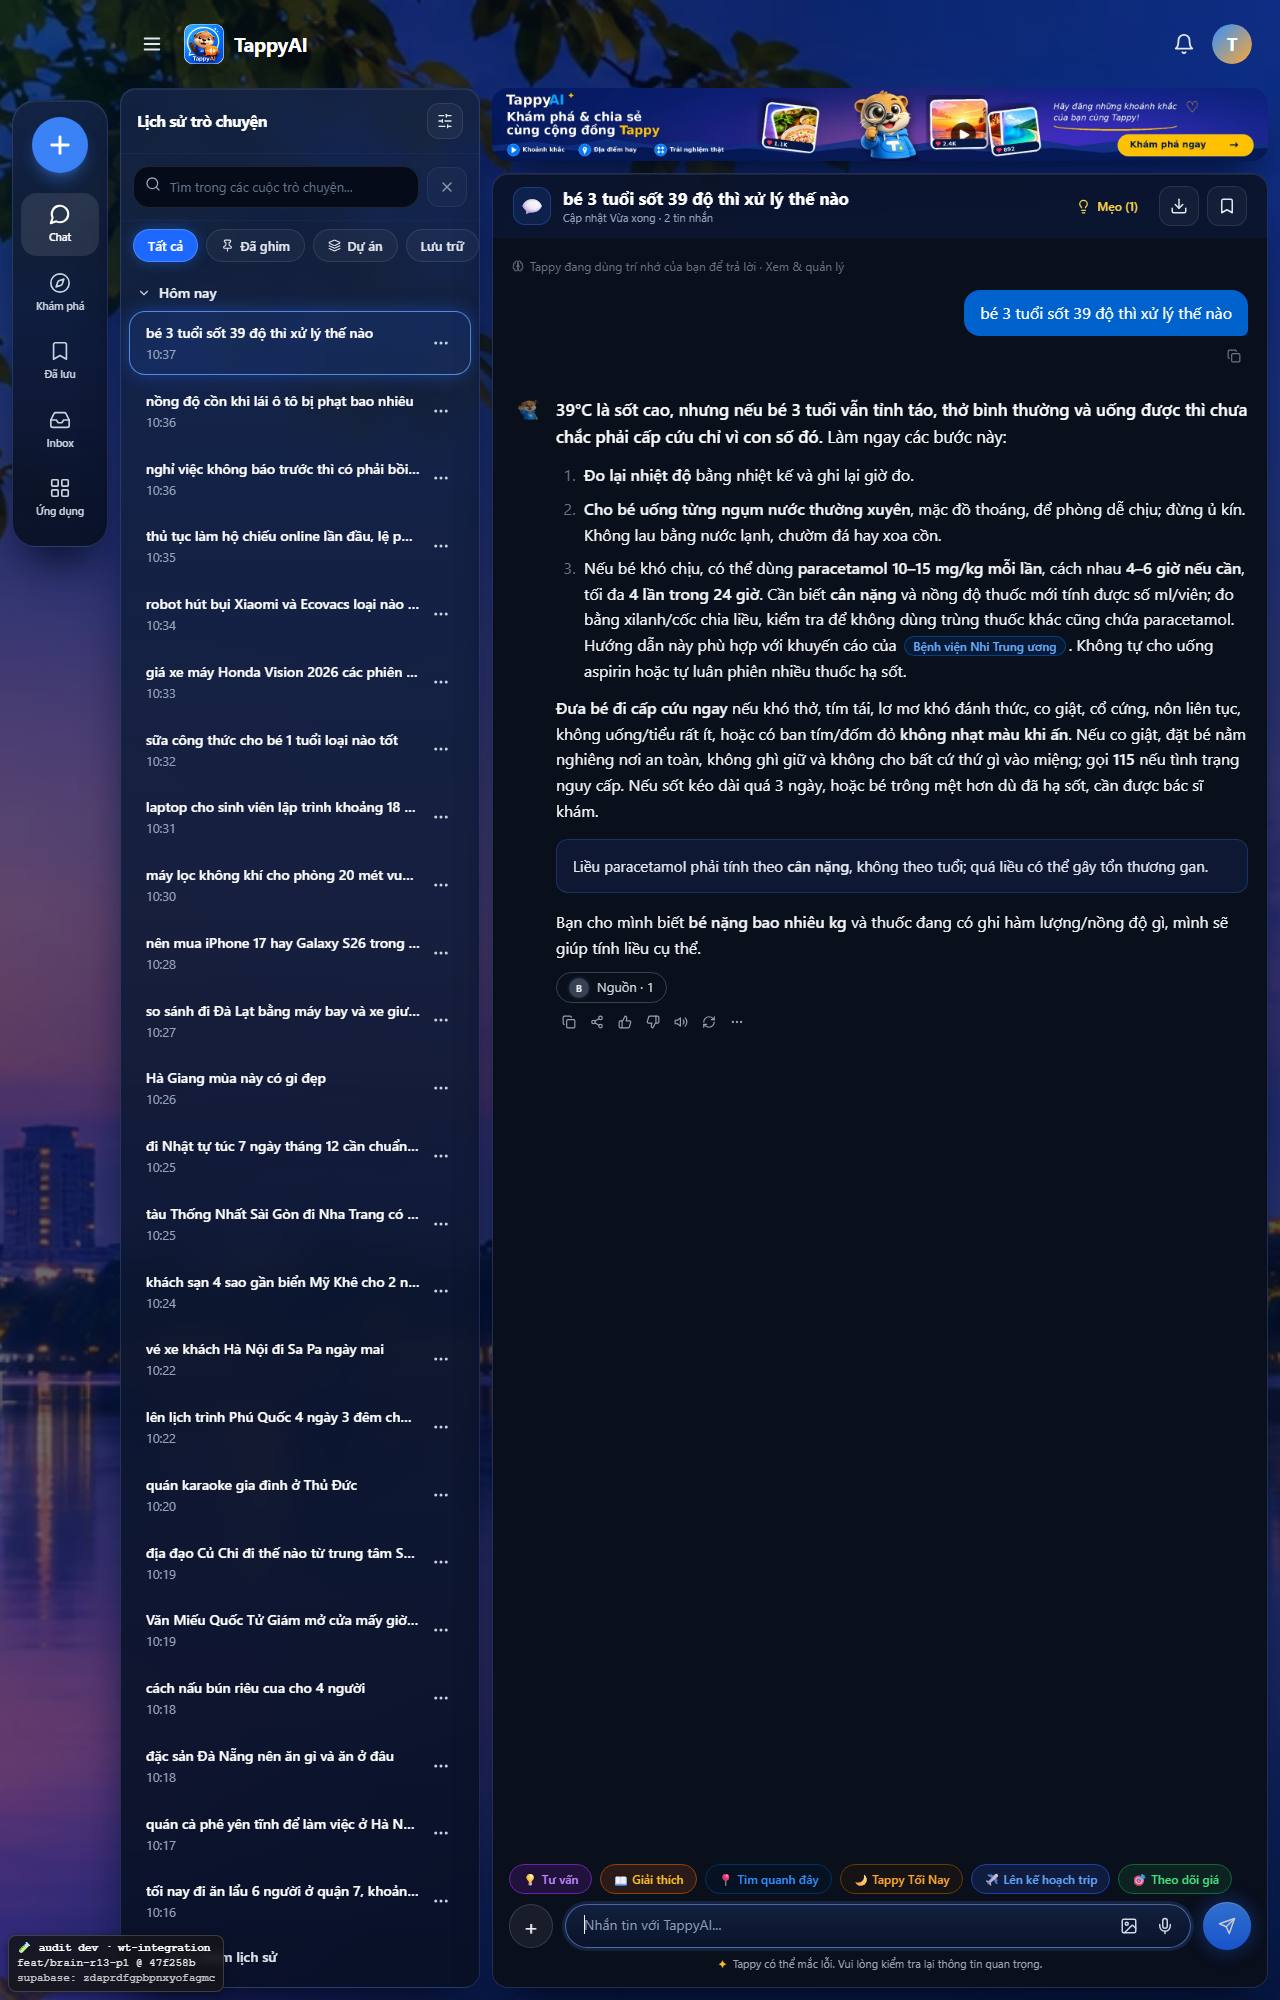 TappyAI
T
Chat
Khám phá
Đã lưu
Inbox
Ứng dụng
Lịch sử trò chuyện
Tìm trong các cuộc trò chuyện...
Tất cả
Đã ghim
Dự án
Lưu trữ
Hôm nay
bé 3 tuổi sốt 39 độ thì xử lý thế nào
10:37
nồng độ cồn khi lái ô tô bị phạt bao nhiêu
10:36
nghỉ việc không báo trước thì có phải bồi...
10:36
thủ tục làm hộ chiếu online lần đầu, lệ p...
10:35
robot hút bụi Xiaomi và Ecovacs loại nào ...
10:34
giá xe máy Honda Vision 2026 các phiên ...
10:33
sữa công thức cho bé 1 tuổi loại nào tốt
10:32
laptop cho sinh viên lập trình khoảng 18 ...
10:31
máy lọc không khí cho phòng 20 mét vu...
10:30
nên mua iPhone 17 hay Galaxy S26 trong ...
10:28
so sánh đi Đà Lạt bằng máy bay và xe giư...
10:27
Hà Giang mùa này có gì đẹp
10:26
đi Nhật tự túc 7 ngày tháng 12 cần chuẩn...
10:25
tàu Thống Nhất Sài Gòn đi Nha Trang có ...
10:25
khách sạn 4 sao gần biển Mỹ Khê cho 2 n...
10:24
vé xe khách Hà Nội đi Sa Pa ngày mai
10:22
lên lịch trình Phú Quốc 4 ngày 3 đêm ch...
10:22
quán karaoke gia đình ở Thủ Đức
10:20
địa đạo Củ Chi đi thế nào từ trung tâm S...
10:19
Văn Miếu Quốc Tử Giám mở cửa mấy giờ...
10:19
cách nấu bún riêu cua cho 4 người
10:18
đặc sản Đà Nẵng nên ăn gì và ăn ở đâu
10:18
quán cà phê yên tĩnh để làm việc ở Hà N...
10:17
tối nay đi ăn lẩu 6 người ở quận 7, khoản...
10:16
lịch sử
audit dev · wt-integration
feat/brain-r13-p1 @ 47f258b
supabase: zdaprdfgpbpnxyofagmc
TappyAI
Khám phá & chia sẻ
cùng cộng đồng Tappy
Khoảnh khắc
Địa điểm hay
Trải nghiệm thật
1.1K
2.4K
892
Hãy đăng những khoảnh khắc
của bạn cùng Tappy!
Khám phá ngay →
bé 3 tuổi sốt 39 độ thì xử lý thế nào
Cập nhật Vừa xong · 2 tin nhắn
Mẹo (1)
Tappy đang dùng trí nhớ của bạn để trả lời · Xem & quản lý
bé 3 tuổi sốt 39 độ thì xử lý thế nào
39°C là sốt cao, nhưng nếu bé 3 tuổi vẫn tỉnh táo, thở bình thường và uống được thì chưa
chắc phải cấp cứu chỉ vì con số đó. Làm ngay các bước này:
1. Đo lại nhiệt độ bằng nhiệt kế và ghi lại giờ đo.
2. Cho bé uống từng ngụm nước thường xuyên, mặc đồ thoáng, để phòng dễ chịu; đừng ủ kín.
Không lau bằng nước lạnh, chườm đá hay xoa cồn.
3. Nếu bé khó chịu, có thể dùng paracetamol 10–15 mg/kg mỗi lần, cách nhau 4–6 giờ nếu cần,
tối đa 4 lần trong 24 giờ. Cần biết cân nặng và nồng độ thuốc mới tính được số ml/viên; đo
bằng xilanh/cốc chia liều, kiểm tra để không dùng trùng thuốc khác cũng chứa paracetamol.
Hướng dẫn này phù hợp với khuyến cáo của Bệnh viện Nhi Trung ương . Không tự cho uống
aspirin hoặc tự luân phiên nhiều thuốc hạ sốt.
Đưa bé đi cấp cứu ngay nếu khó thở, tím tái, lơ mơ khó đánh thức, co giật, cổ cứng, nôn liên tục,
không uống/tiểu rất ít, hoặc có ban tím/đốm đỏ không nhạt màu khi ấn. Nếu co giật, đặt bé nằm
nghiêng nơi an toàn, không ghì giữ và không cho bất cứ thứ gì vào miệng; gọi 115 nếu tình trạng
nguy cấp. Nếu sốt kéo dài quá 3 ngày, hoặc bé trông mệt hơn dù đã hạ sốt, cần được bác sĩ
khám.
Liều paracetamol phải tính theo cân nặng, không theo tuổi; quá liều có thể gây tổn thương gan.
Bạn cho mình biết bé nặng bao nhiêu kg và thuốc đang có ghi hàm lượng/nồng độ gì, mình sẽ
giúp tính liều cụ thể.
B Nguồn · 1
Tư vấn
Giải thích
Tìm quanh đây
Tappy Tối Nay
Lên kế hoạch trip
Theo dõi giá
Nhắn tin với TappyAI...
Tappy có thể mắc lỗi. Vui lòng kiểm tra lại thông tin quan trọng.